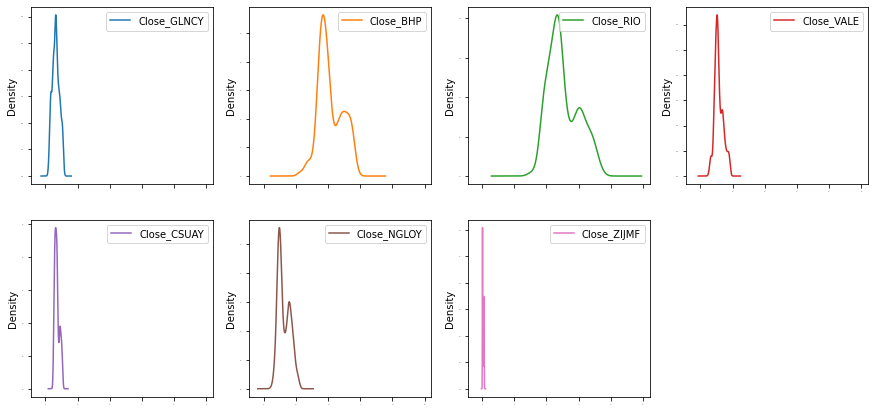 Close_GLNCY
Close_BHP
Close_RIO
Close_VALE
Density
Density
Density
Density
Close_CSUAY
Close_NGLOY
Close_ZIJMF
Density
Density
Density